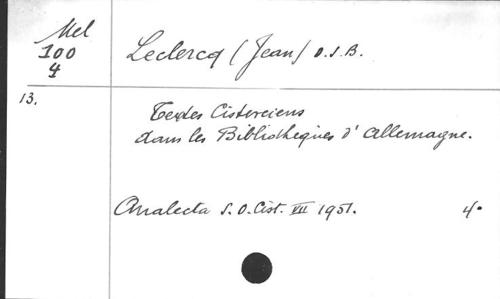 Mel
100
4
Leclercq (Jean) O.S.B.
13.
Textes Cisterciens
dans les Bibliothèques d'Allemagne.
Analecta S.O.Cist. VII 1951. 4°